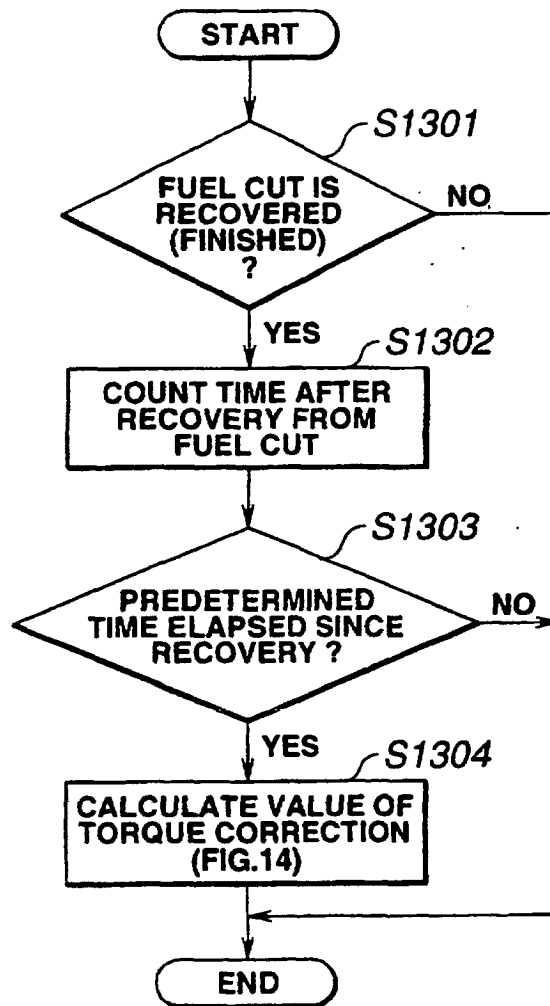 START
S1301
FUEL CUT IS
RECOVERED
(FINISHED)
?
NO
YES
S1302
COUNT TIME AFTER
RECOVERY FROM
FUEL CUT
S1303
PREDETERMINED
TIME ELAPSED SINCE
RECOVERY ?
NO
YES
S1304
CALCULATE VALUE OF
TORQUE CORRECTION
(FIG.14)
END